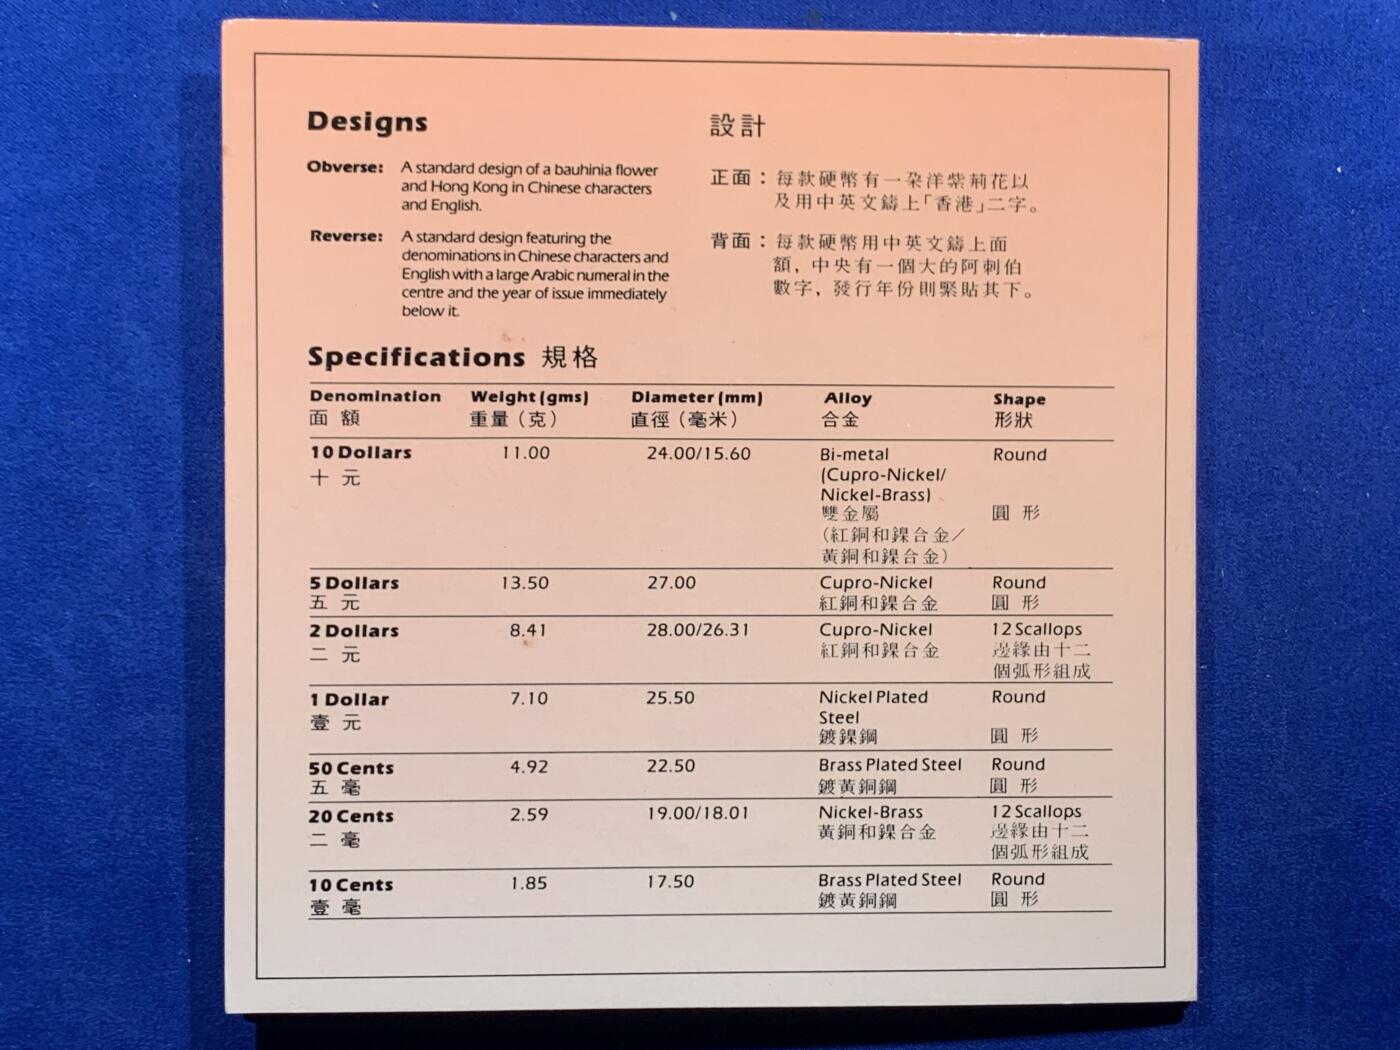 Designs
Obverse: A standard design of a bauhinia flower
and Hong Kong in Chinese characters
and English.
Reverse: A standard design featuring the
denominations in Chinese characters and
English with a large Arabic numeral in the
centre and the year of issue immediately
below it.
設計
正面：每款硬幣有一朶洋紫荊花以
及用中英文鑄上「香港」二字。
背面：每款硬幣用中英文鑄上面
額，中央有一個大的阿刺伯
數字，發行年份則緊貼其下。
Specifications 規格
Denomination Weight (gms) Diameter (mm) Alloy Shape
面 額 重量（克） 直徑（毫米） 合金 形狀
10 Dollars 11.00 24.00/15.60 Bi-metal Round
十 元 (Cupro-Nickel/
Nickel-Brass)
雙金屬 圓 形
（紅銅和鎳合金／
黃銅和鎳合金）
5 Dollars 13.50 27.00 Cupro-Nickel Round
五 元 紅銅和鎳合金 圓 形
2 Dollars 8.41 28.00/26.31 Cupro-Nickel 12 Scallops
二 元 紅銅和鎳合金 邊緣由十二
個弧形組成
1 Dollar 7.10 25.50 Nickel Plated Round
壹 元 Steel
鍍鎳鋼 圓 形
50 Cents 4.92 22.50 Brass Plated Steel Round
五 毫 鍍黃銅鋼 圓 形
20 Cents 2.59 19.00/18.01 Nickel-Brass 12 Scallops
二 毫 黃銅和鎳合金 邊緣由十二
個弧形組成
10 Cents 1.85 17.50 Brass Plated Steel Round
壹 毫 鍍黃銅鋼 圓 形